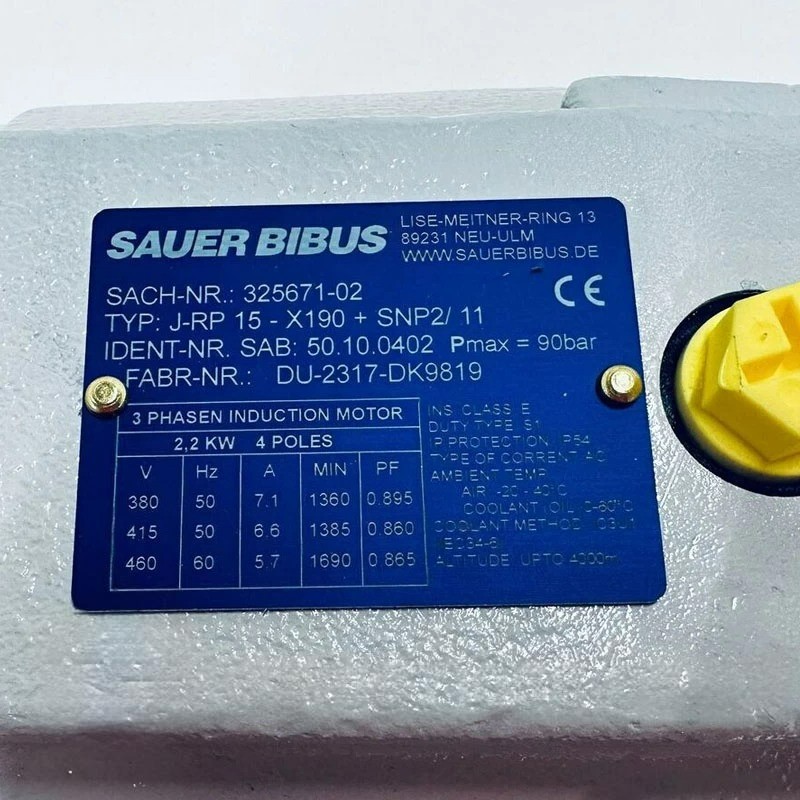 SAUER BIBUS
LISE-MEITNER-RING 13
89231 NEU-ULM
WWW.SAUERBIBUS.DE
SACH-NR.: 325671-02
CE
TYP: J-RP 15 - X190 + SNP2/ 11
IDENT-NR. SAB: 50.10.0402 Pmax = 90bar
FABR-NR.: DU-2317-DK9819
3 PHASEN INDUCTION MOTOR
2,2 KW 4 POLES
V Hz A MIN PF
380 50 7.1 1360 0.895
415 50 6.6 1385 0.860
460 60 5.7 1690 0.865
INS. CLASS E
DUTY TYPE S1
IP PROTECTION IP54
TYPE OF CURRENT AC
AMBIENT TEMP
AIR -20 - 40°C
COOLANT (OIL) 0-60°C
COOLANT METHOD
ALTITUDE UPTO 4000m